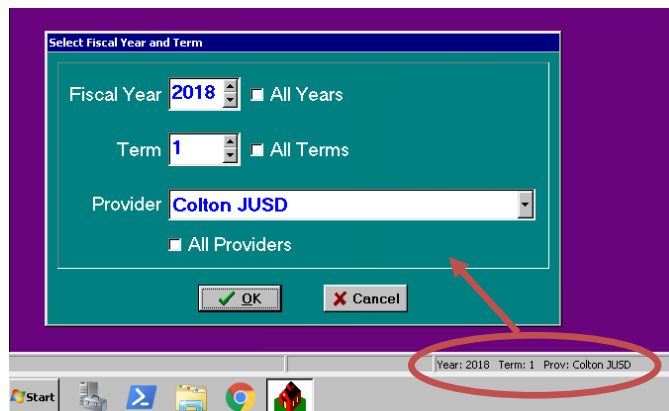 Select Fiscal Year and Term
Fiscal Year 2018 All Years
Term 1 All Terms
Provider Colton JUSD
All Providers
OK Cancel
Year: 2018 Term: 1 Prov: Colton JUSD
Start